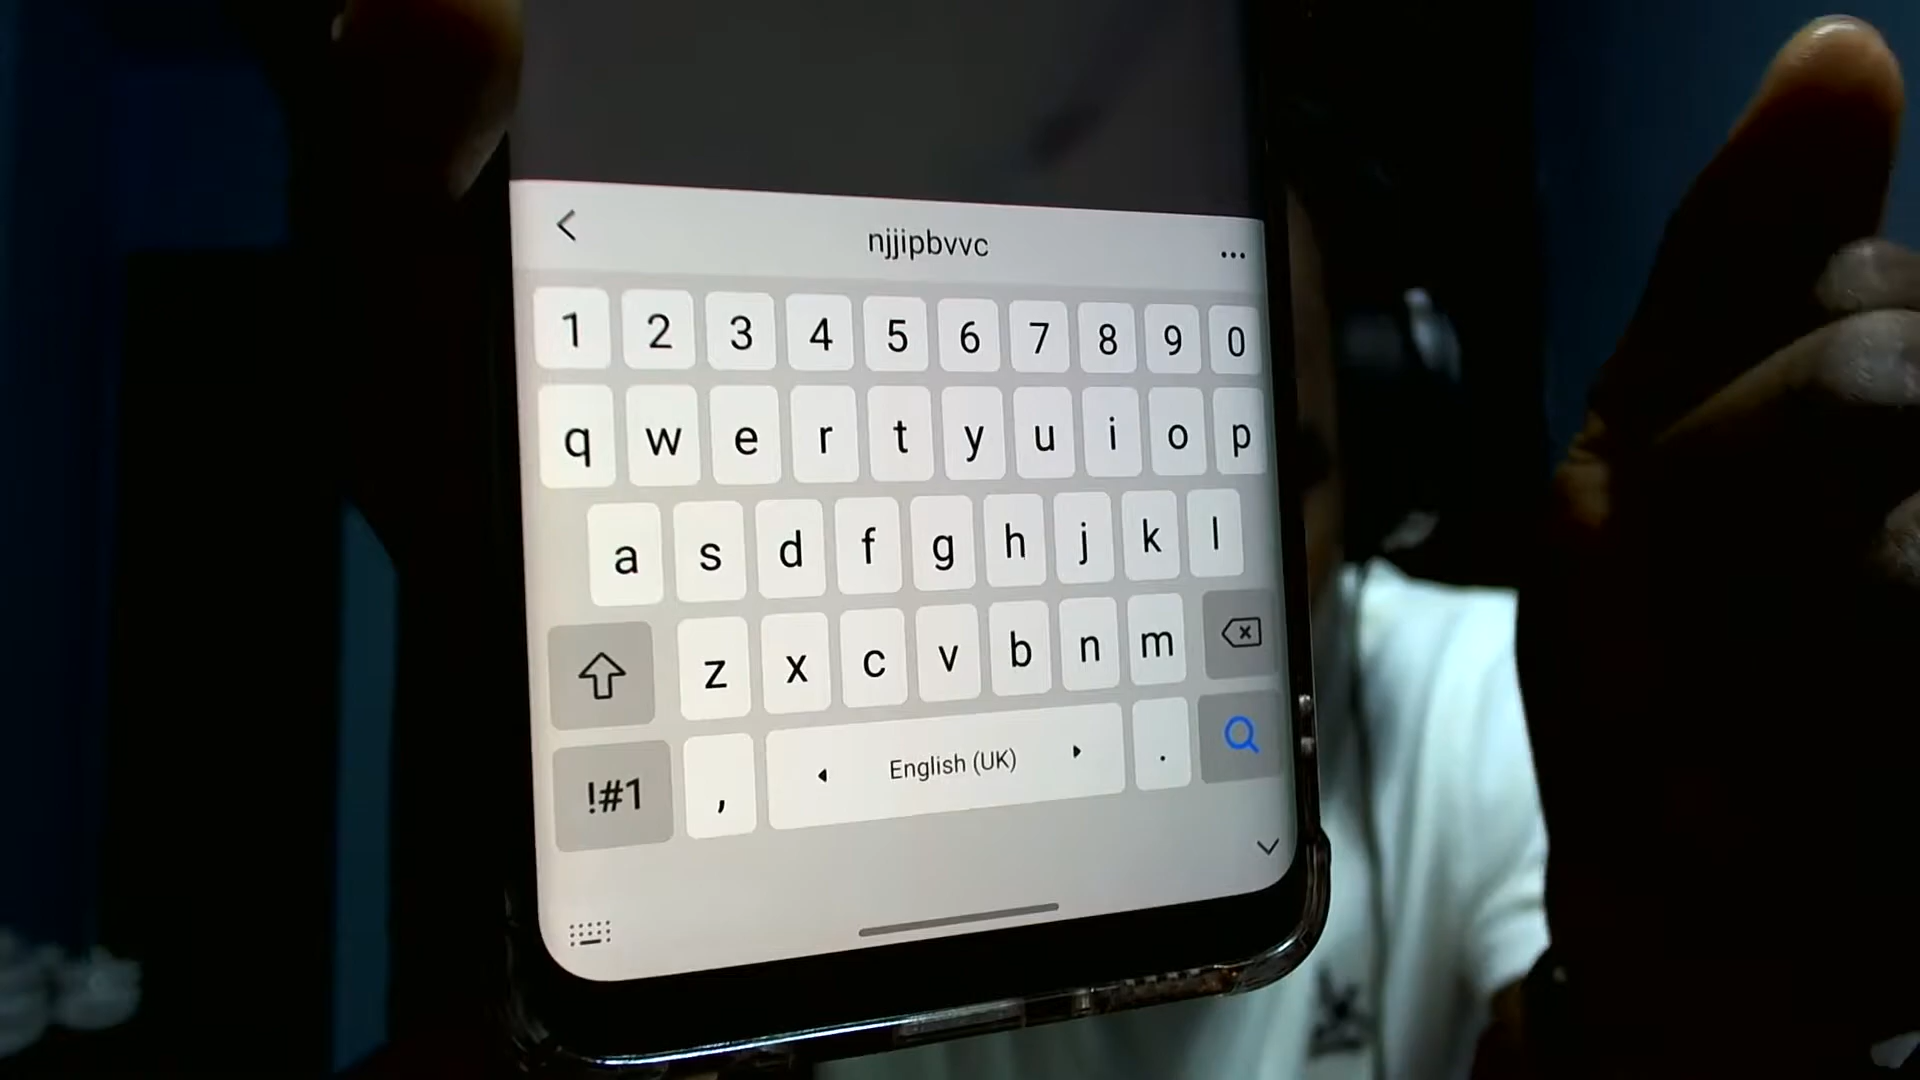 njjipbvvc
1 2 3 4 5 6 7 8 9 0
q w e r t y u i o p
a s d f g h j k l
z x c v b n m
!#1 , English (UK) .